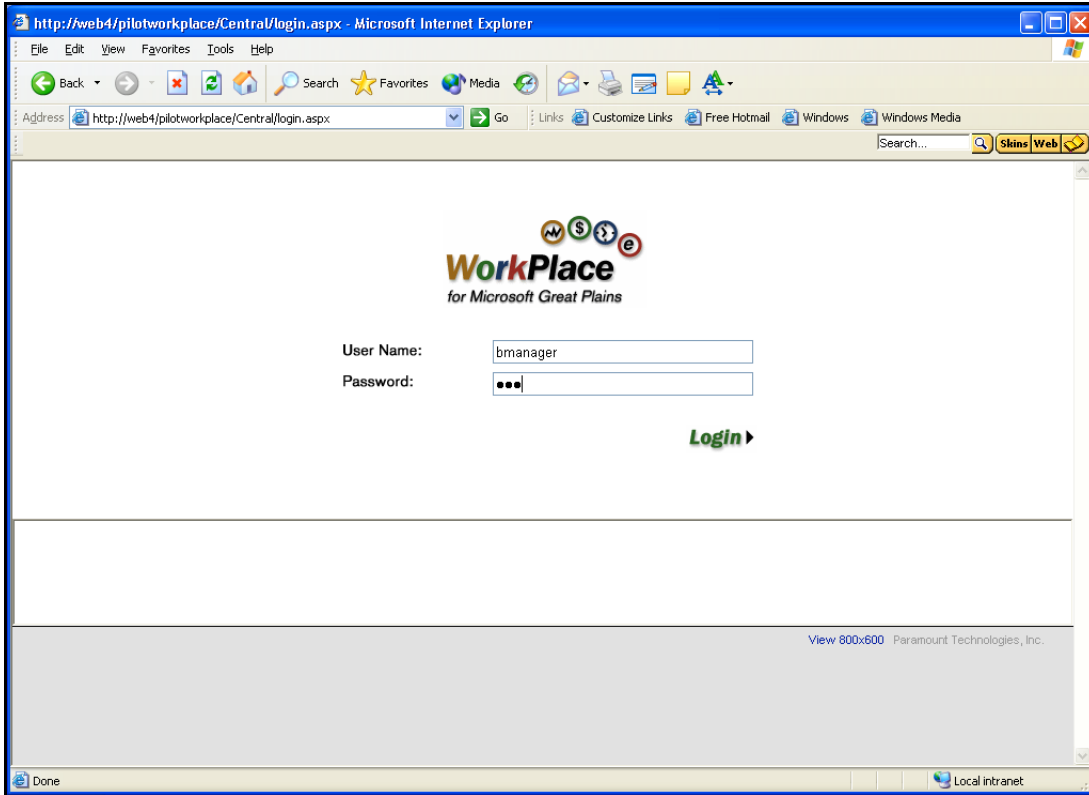 http://web4/pilotworkplace/Central/login.aspx - Microsoft Internet Explorer
File Edit View Favorites Tools Help
Back Search Favorites Media
Address http://web4/pilotworkplace/Central/login.aspx Go Links Customize Links Free Hotmail Windows Windows Media
Search... Skins Web
$ e
WorkPlace
for Microsoft Great Plains
User Name: bmanager
Password: •••
Login
View 800x600 Paramount Technologies, Inc.
Done Local intranet